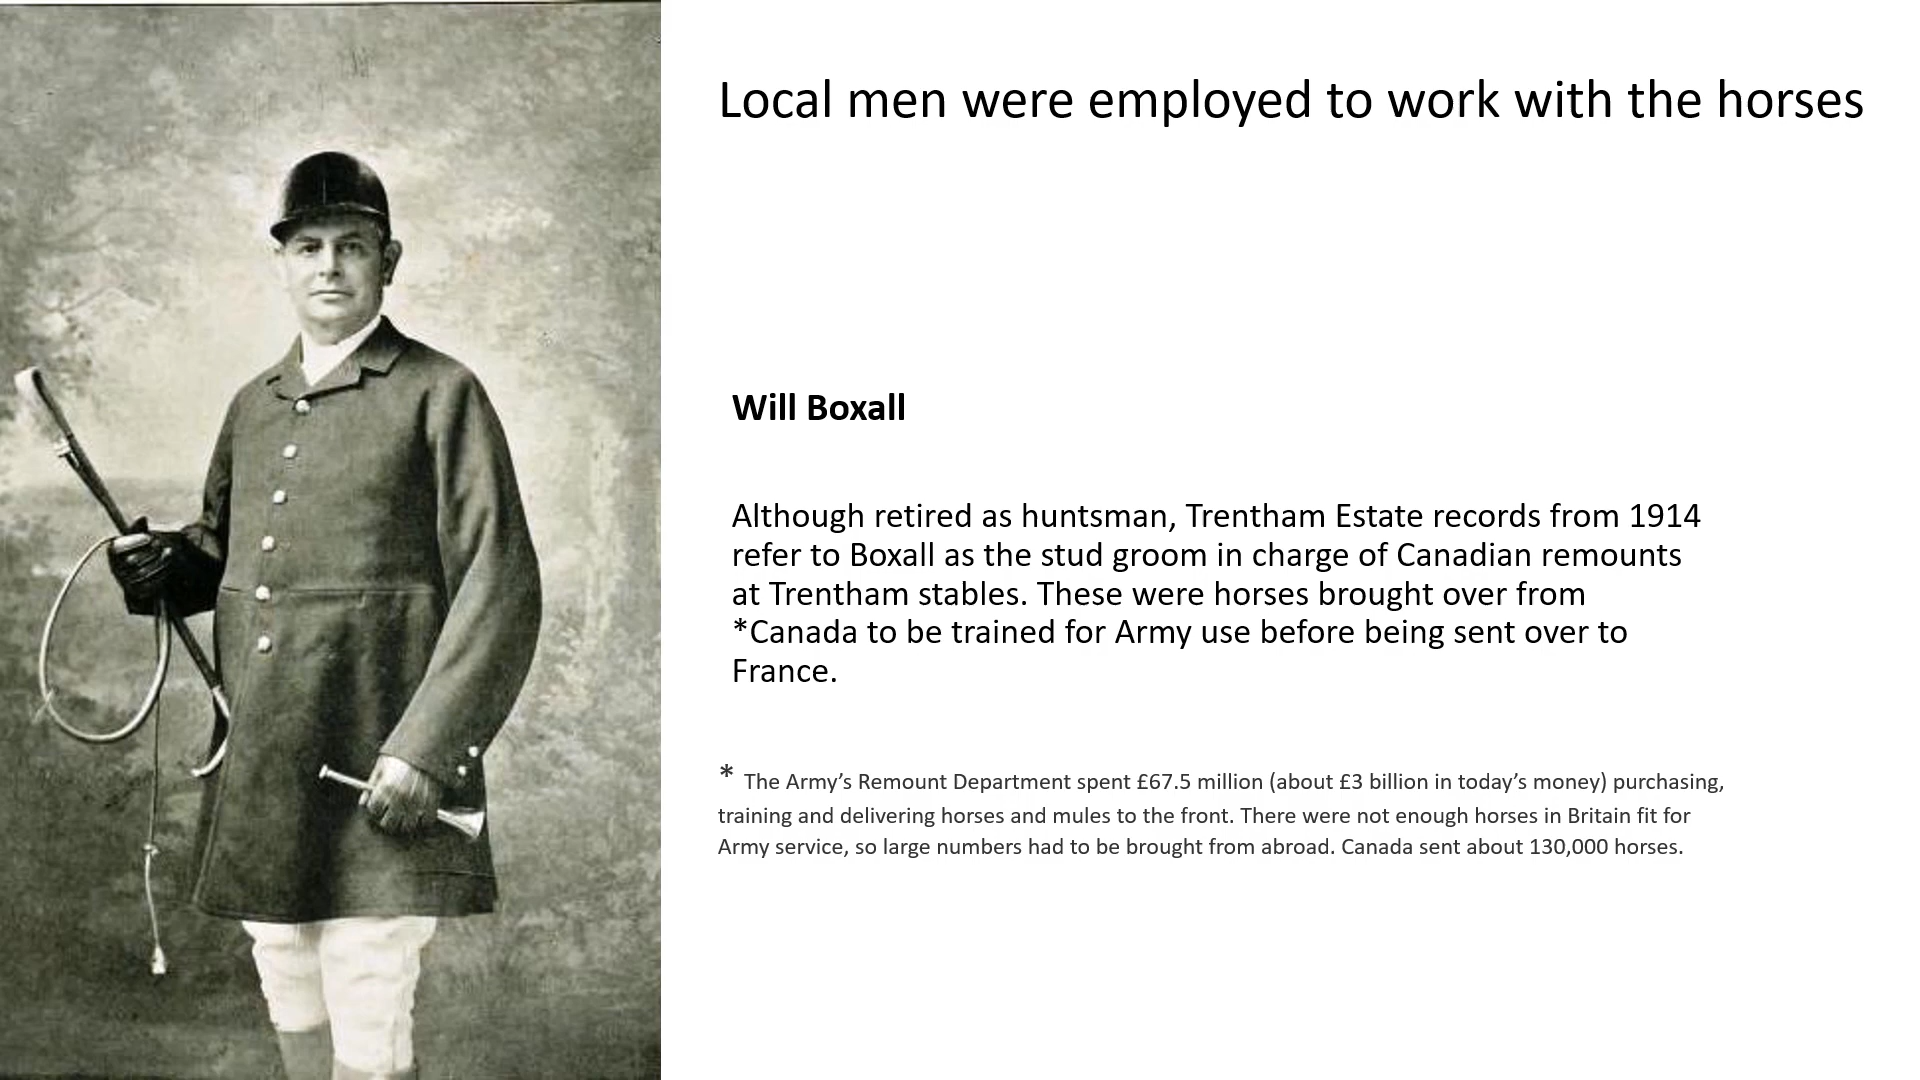 Local men were employed to work with the horses
Will Boxall
Although retired as huntsman, Trentham Estate records from 1914
refer to Boxall as the stud groom in charge of Canadian remounts
at Trentham stables. These were horses brought over from
*Canada to be trained for Army use before being sent over to
France.
* The Army’s Remount Department spent £67.5 million (about £3 billion in today’s money) purchasing,
training and delivering horses and mules to the front. There were not enough horses in Britain fit for
Army service, so large numbers had to be brought from abroad. Canada sent about 130,000 horses.